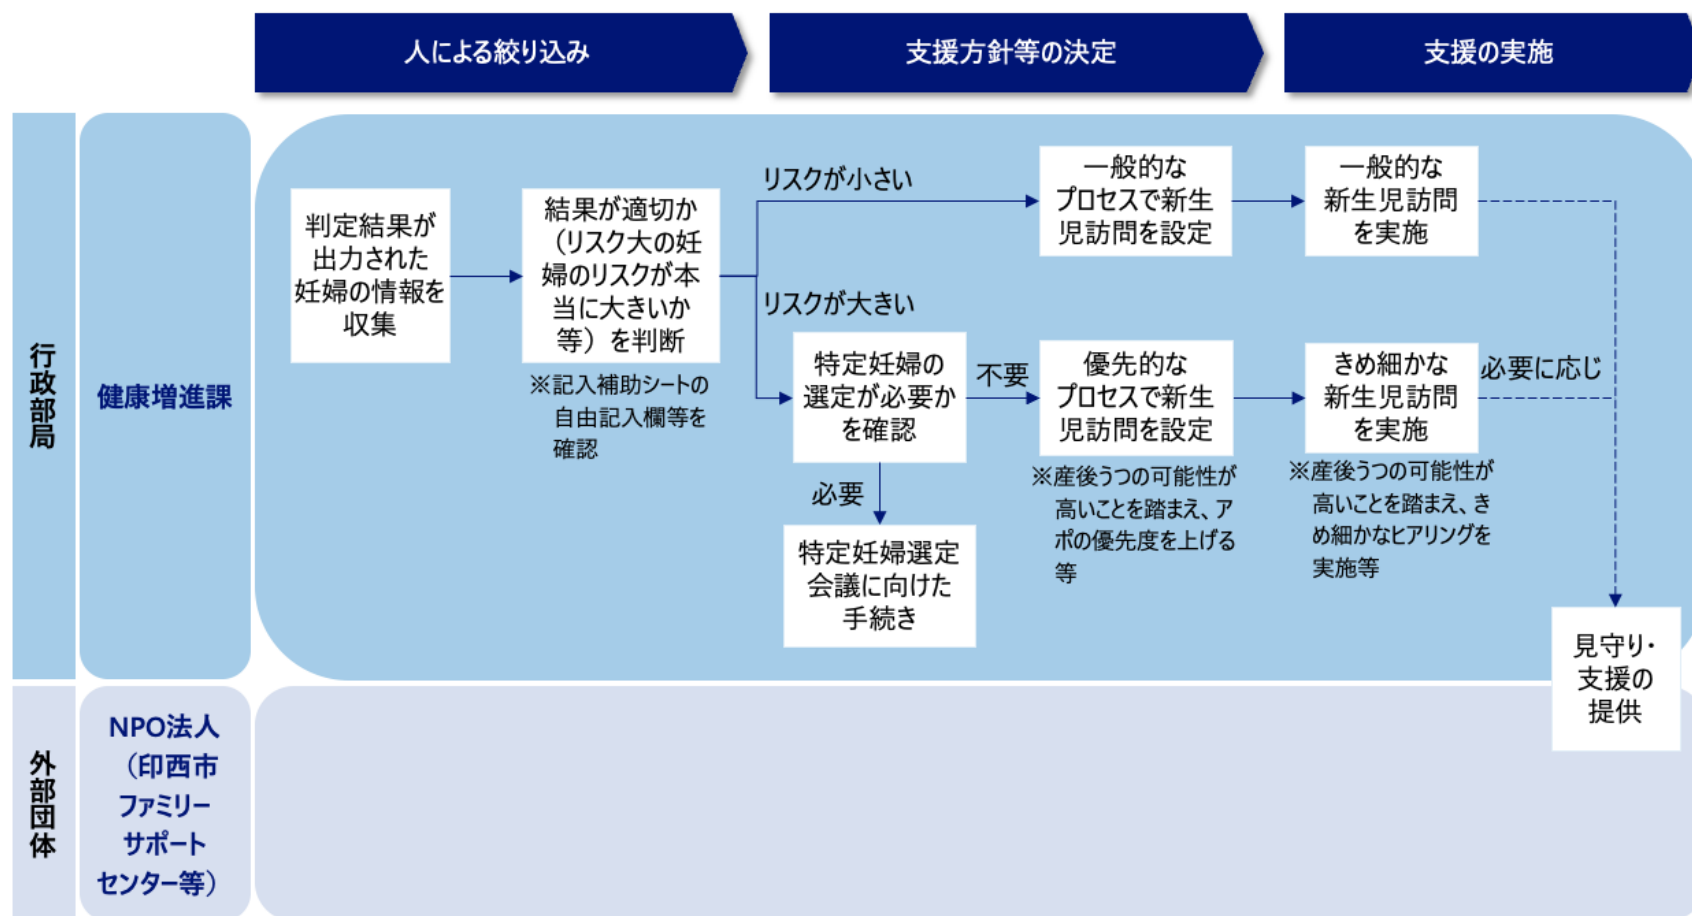 人による絞り込み
支援方針等の決定
支援の実施
行政部局
健康増進課
判定結果が
出力された
妊婦の情報を
収集
結果が適切か
（リスク大の妊
婦のリスクが本
当に大きいか
等）を判断
※記入補助シートの
自由記入欄等を
確認
リスクが小さい
リスクが大きい
一般的な
プロセスで新生
児訪問を設定
一般的な
新生児訪問
を実施
特定妊婦の
選定が必要か
を確認
不要
必要
特定妊婦選定
会議に向けた
手続き
優先的な
プロセスで新生
児訪問を設定
※産後うつの可能性が
高いことを踏まえ、ア
ポの優先度を上げる
等
きめ細かな
新生児訪問
を実施
※産後うつの可能性が
高いことを踏まえ、き
め細かなヒアリングを
実施等
必要に応じ
見守り・
支援の
提供
外部団体
NPO法人
（印西市
ファミリー
サポート
センター等）